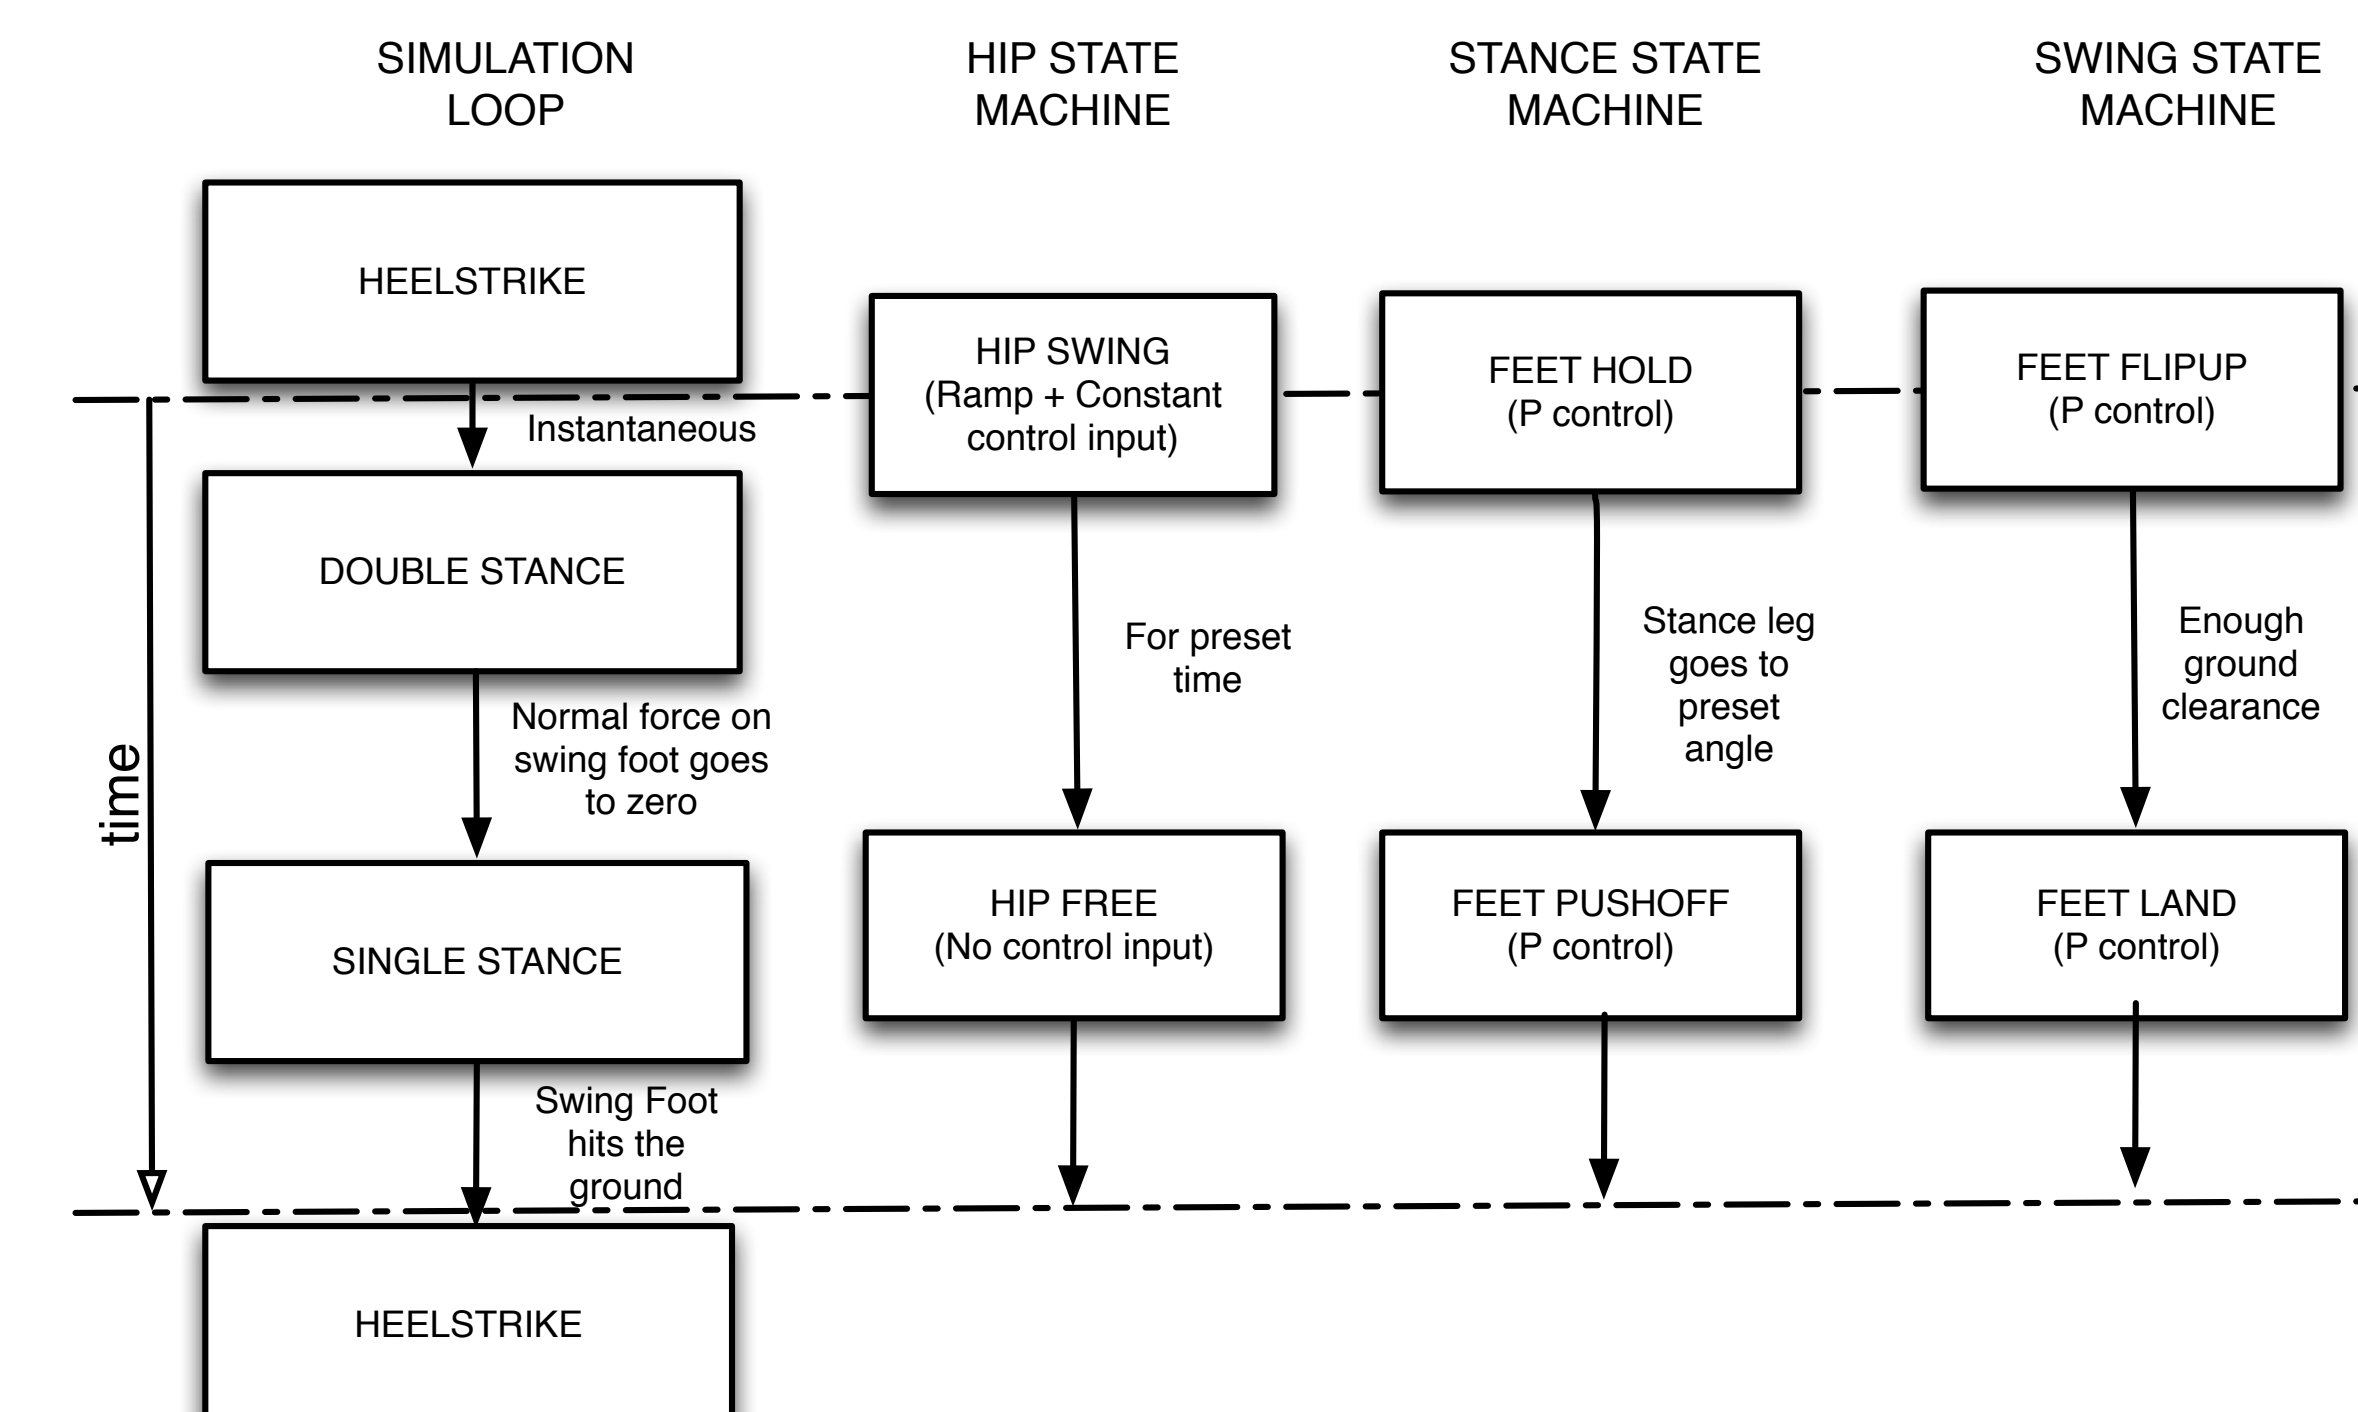 SIMULATION
LOOP
HIP STATE
MACHINE
STANCE STATE
MACHINE
SWING STATE
MACHINE
HEELSTRIKE
Instantaneous
DOUBLE STANCE
Normal force on
swing foot goes
to zero
SINGLE STANCE
Swing Foot
hits the
ground
HEELSTRIKE
time
HIP SWING
(Ramp + Constant
control input)
For preset
time
HIP FREE
(No control input)
FEET HOLD
(P control)
Stance leg
goes to
preset
angle
FEET PUSHOFF
(P control)
FEET FLIPUP
(P control)
Enough
ground
clearance
FEET LAND
(P control)